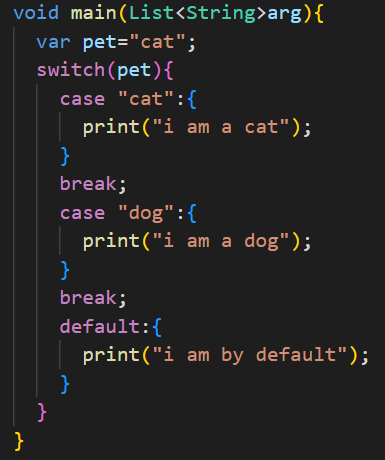 void main(List<String>arg){
  var pet="cat";
  switch(pet){
    case "cat":{
      print("i am a cat");
    }
    break;
    case "dog":{
      print("i am a dog");
    }
    break;
    default:{
      print("i am by default");
    }
  }
}